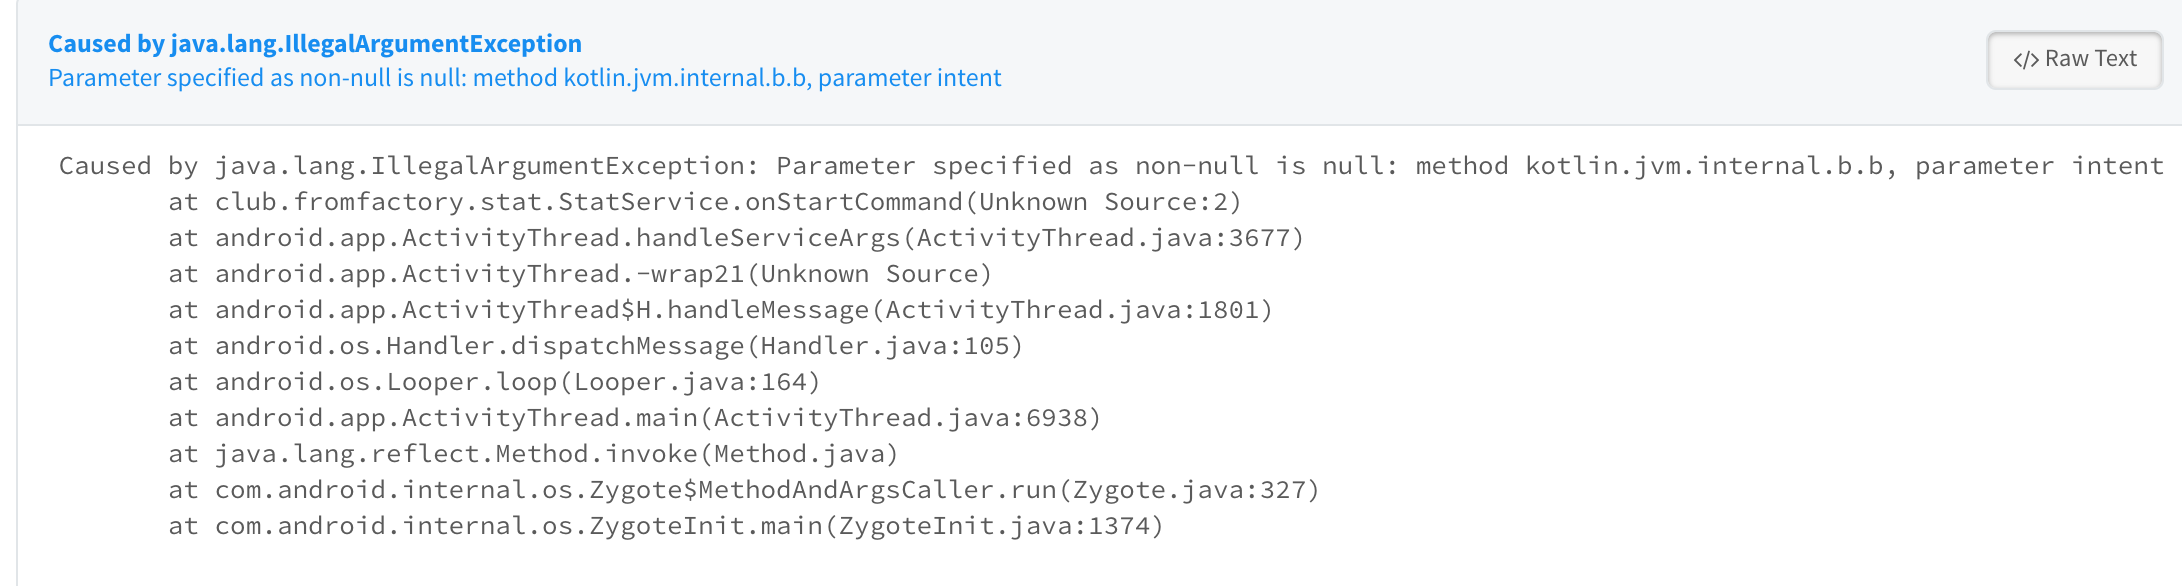 Caused by java.lang.IllegalArgumentException
Parameter specified as non-null is null: method kotlin.jvm.internal.b.b, parameter intent
</> Raw Text
Caused by java.lang.IllegalArgumentException: Parameter specified as non-null is null: method kotlin.jvm.internal.b.b, parameter intent
at club.fromfactory.stat.StatService.onStartCommand(Unknown Source:2)
at android.app.ActivityThread.handleServiceArgs(ActivityThread.java:3677)
at android.app.ActivityThread.-wrap21(Unknown Source)
at android.app.ActivityThread$H.handleMessage(ActivityThread.java:1801)
at android.os.Handler.dispatchMessage(Handler.java:105)
at android.os.Looper.loop(Looper.java:164)
at android.app.ActivityThread.main(ActivityThread.java:6938)
at java.lang.reflect.Method.invoke(Method.java)
at com.android.internal.os.Zygote$MethodAndArgsCaller.run(Zygote.java:327)
at com.android.internal.os.ZygoteInit.main(ZygoteInit.java:1374)